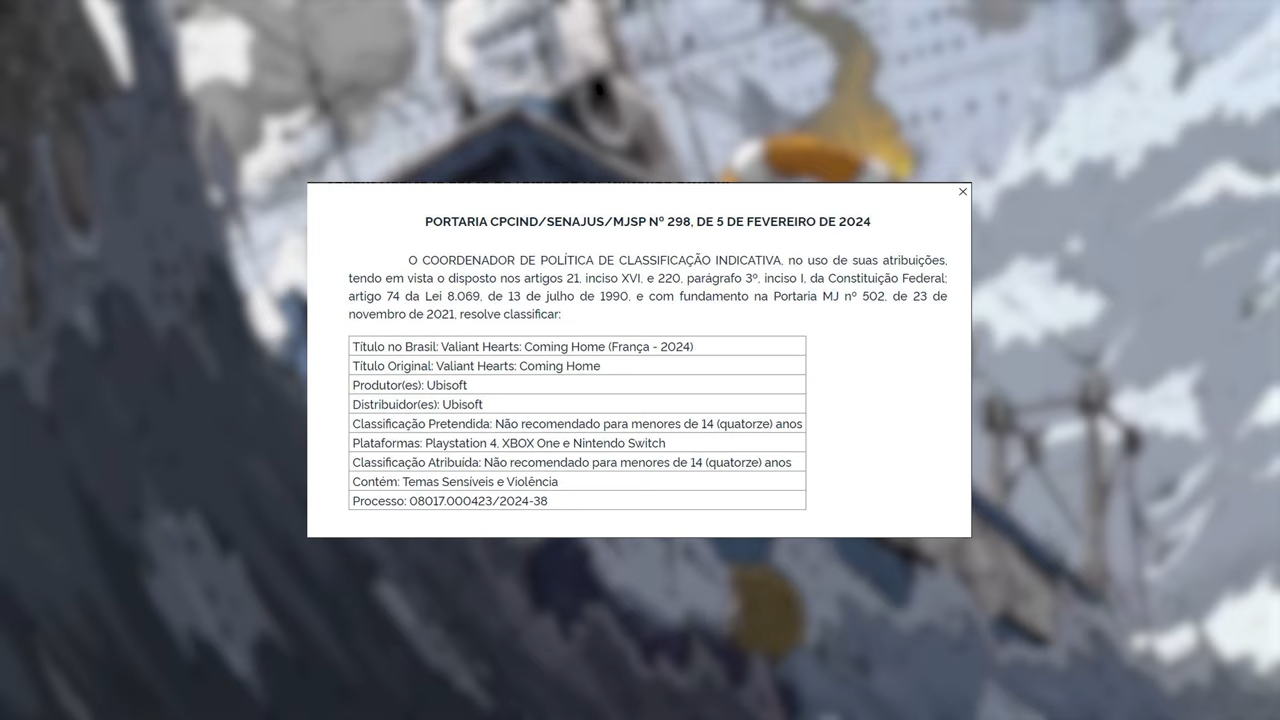 PORTARIA CPCIND/SENAJUS/MJSP Nº 298, DE 5 DE FEVEREIRO DE 2024
O COORDENADOR DE POLÍTICA DE CLASSIFICAÇÃO INDICATIVA, no uso de suas atribuições,
tendo em vista o disposto nos artigos 21, inciso XVI, e 220, parágrafo 3º, inciso I, da Constituição Federal;
artigo 74 da Lei 8.069, de 13 de julho de 1990, e com fundamento na Portaria MJ nº 502, de 23 de
novembro de 2021, resolve classificar:
Título no Brasil: Valiant Hearts: Coming Home (França - 2024)
Título Original: Valiant Hearts: Coming Home
Produtor(es): Ubisoft
Distribuidor(es): Ubisoft
Classificação Pretendida: Não recomendado para menores de 14 (quatorze) anos
Plataformas: Playstation 4, XBOX One e Nintendo Switch
Classificação Atribuída: Não recomendado para menores de 14 (quatorze) anos
Contém: Temas Sensíveis e Violência
Processo: 08017.000423/2024-38